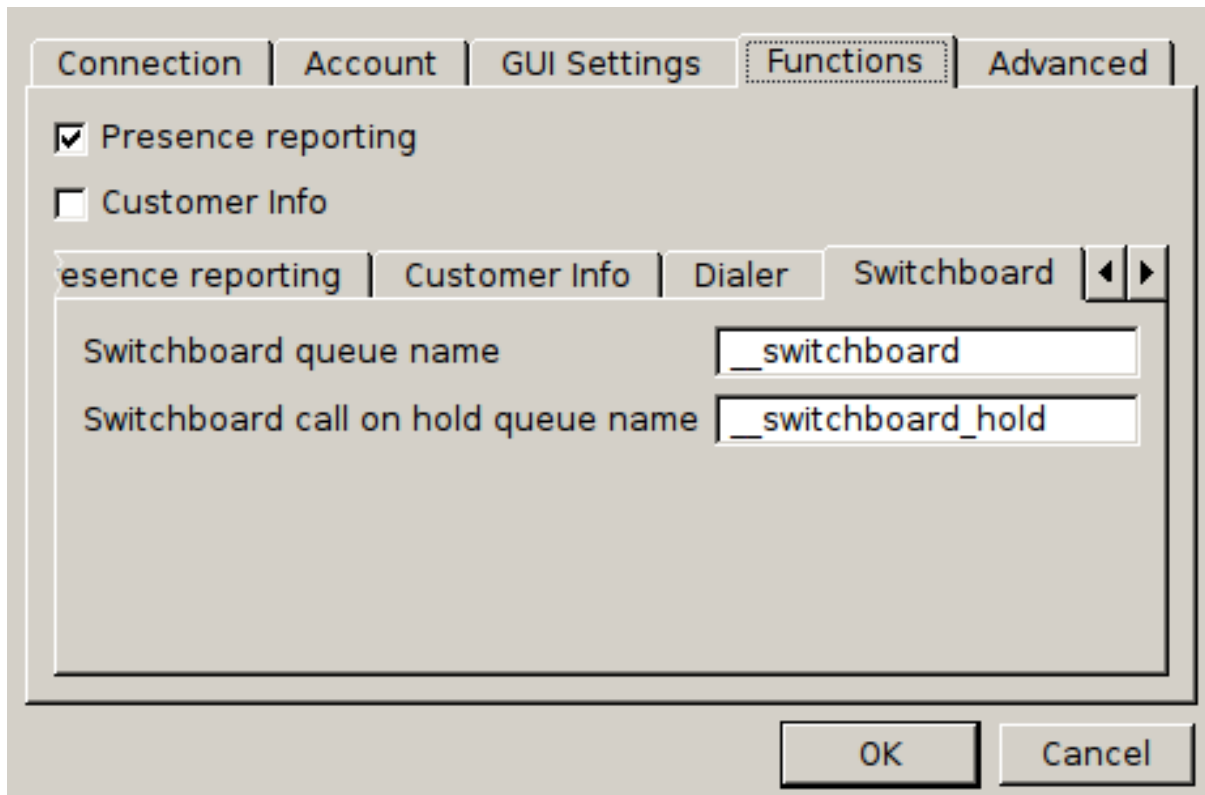 Connection Account GUI Settings Functions Advanced
Presence reporting
Customer Info
esence reporting Customer Info Dialer Switchboard
Switchboard queue name __switchboard
Switchboard call on hold queue name __switchboard_hold
OK Cancel